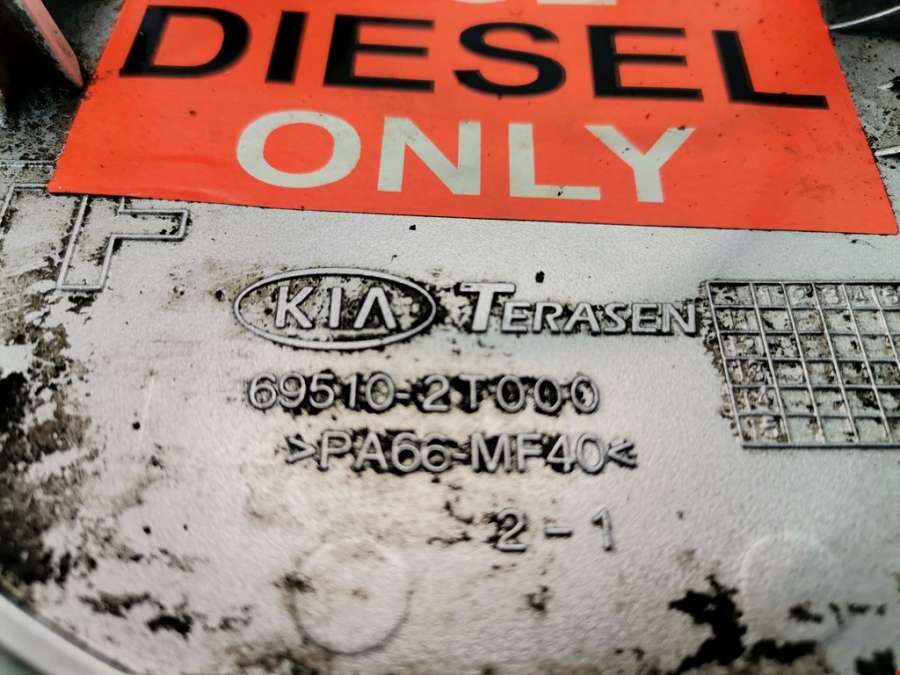 DIESEL
ONLY
KIA TERASEN
69510-2T000
>PA66-MF40<
2-1